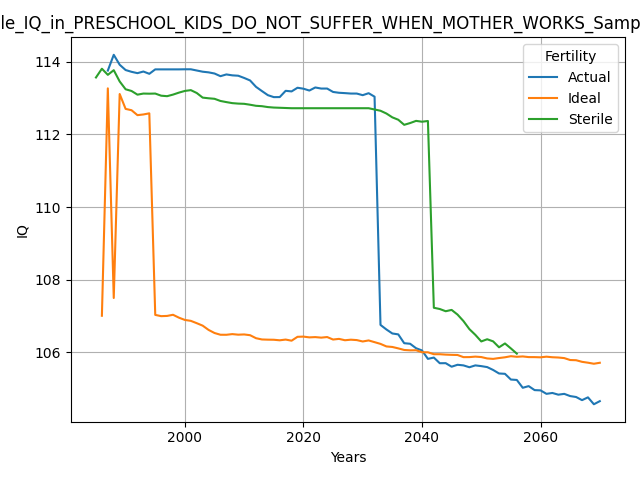 le_IQ_in_PRESCHOOL_KIDS_DO_NOT_SUFFER_WHEN_MOTHER_WORKS_Samp
Fertility
Actual
Ideal
Sterile
IQ
114
112
110
108
106
2000
2020
2040
2060
Years